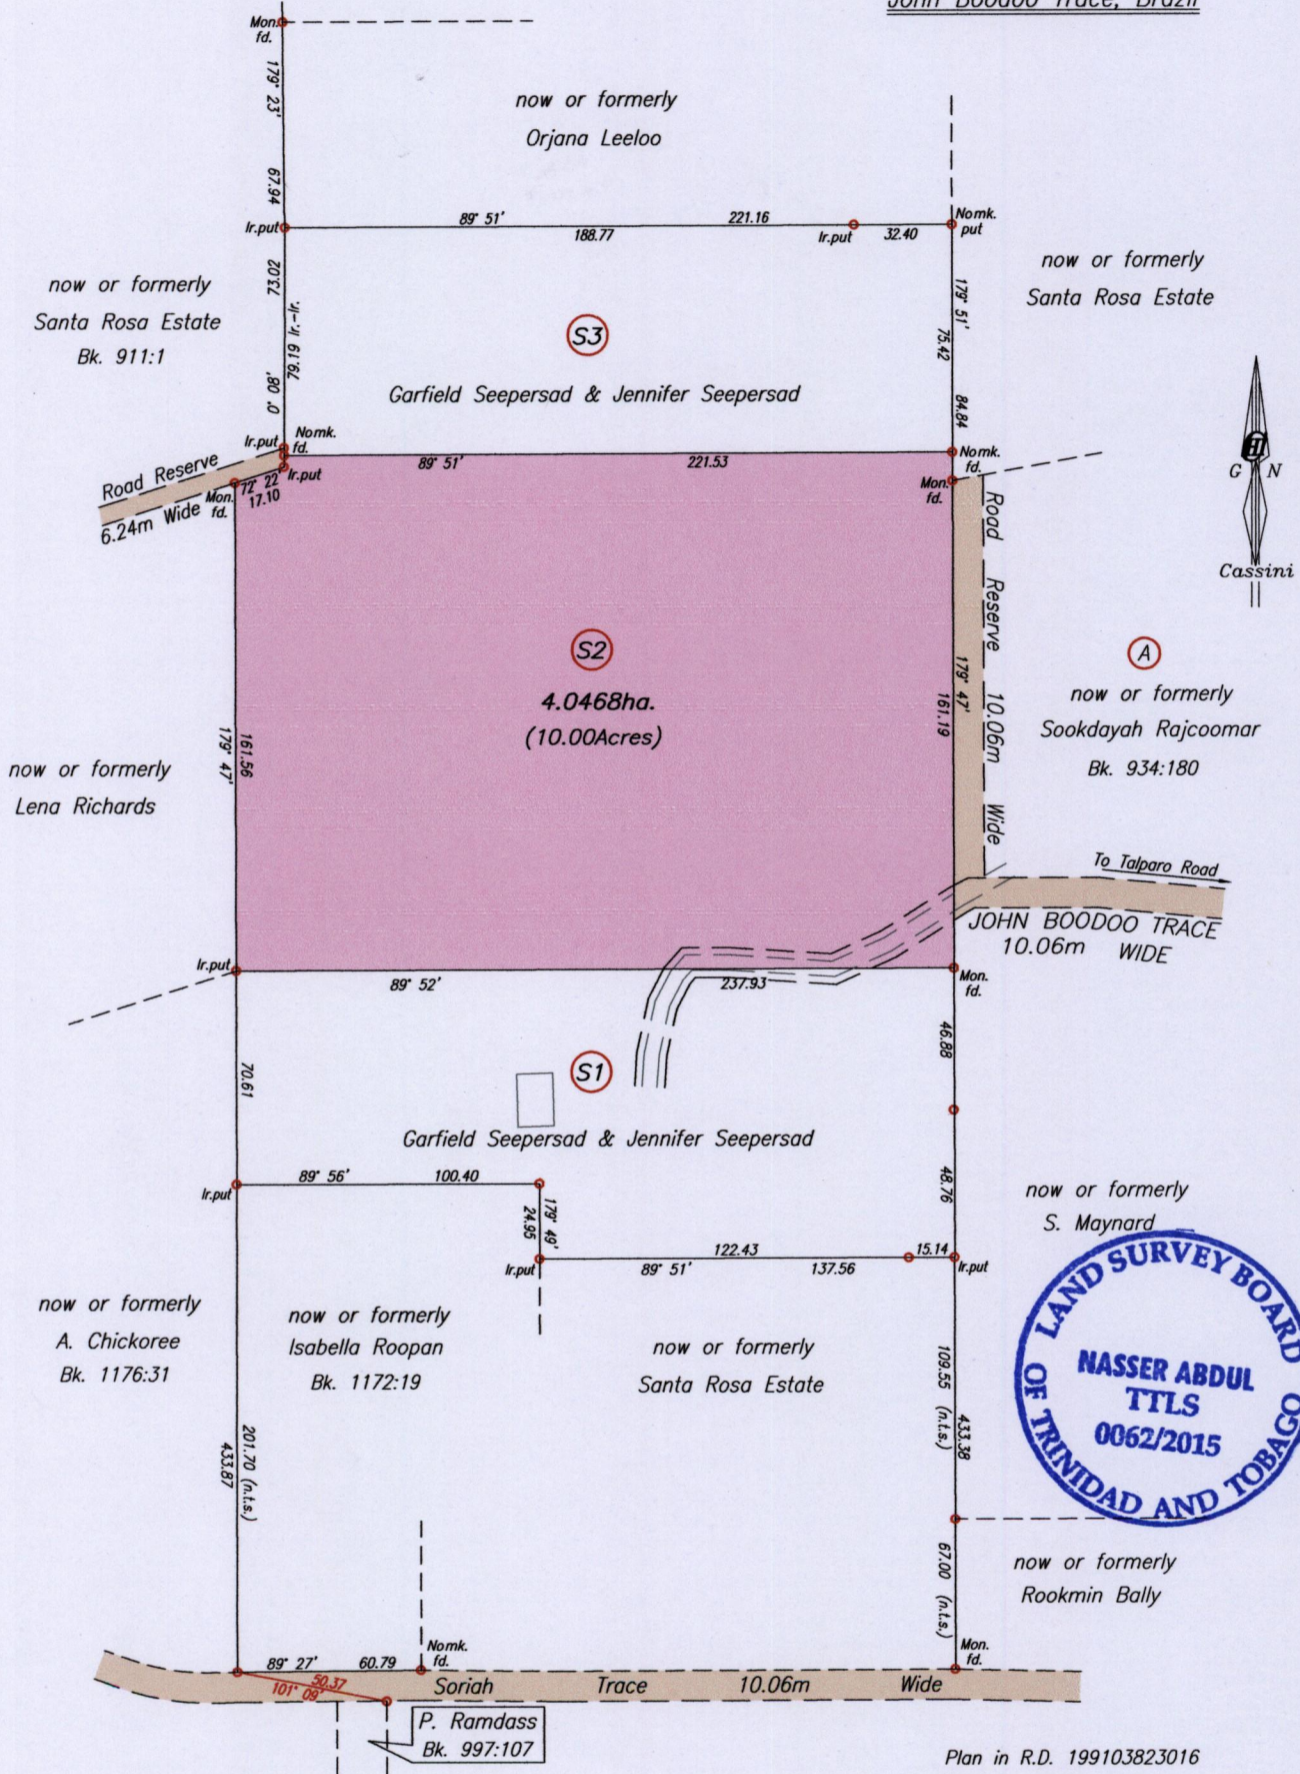 John Boodoo Trace, Brazil
Mon.
fd.
179° 23'
67.94
now or formerly
Orjana Leeloo
Ir.put
89° 51'
221.16
188.77
Ir.put
32.40
Nomk.
put
now or formerly
Santa Rosa Estate
Bk. 911:1
73.02
76.19 Ir-Ir.
0° 08'
S3
Garfield Seepersad & Jennifer Seepersad
179° 51'
75.42
84.84
now or formerly
Santa Rosa Estate
G N
Cassini
Ir.put
Nomk.
fd.
Ir.put
Road Reserve
6.24m Wide
72° 22'
17.10
Mon.
fd.
89° 51'
221.53
Nomk.
fd.
Mon.
fd.
Road Reserve 10.06m Wide
S2
4.0468ha.
(10.00Acres)
179° 47'
161.19
A
now or formerly
Sookdayah Rajcoomar
Bk. 934:180
now or formerly
Lena Richards
161.56
179° 47'
To Talparo Road
JOHN BOODOO TRACE
10.06m WIDE
Ir.put
89° 52'
237.93
Mon.
fd.
46.88
70.61
S1
Garfield Seepersad & Jennifer Seepersad
Ir.put
89° 56'
100.40
179° 49'
24.95
48.76
Ir.put
122.43
89° 51'
137.56
15.14
Ir.put
now or formerly
S. Maynard
LAND SURVEY BOARD
OF TRINIDAD AND TOBAGO
NASSER ABDUL
TTLS
0062/2015
now or formerly
A. Chickoree
Bk. 1176:31
now or formerly
Isabella Roopan
Bk. 1172:19
now or formerly
Santa Rosa Estate
109.55 (n.t.s.)
433.38
201.70 (n.t.s.)
433.87
67.00 (n.t.s.)
now or formerly
Rookmin Bally
89° 27'
60.79
Nomk.
fd.
Mon.
fd.
50.37
101° 09'
Soriah Trace 10.06m Wide
P. Ramdass
Bk. 997:107
Plan in R.D. 199103823016